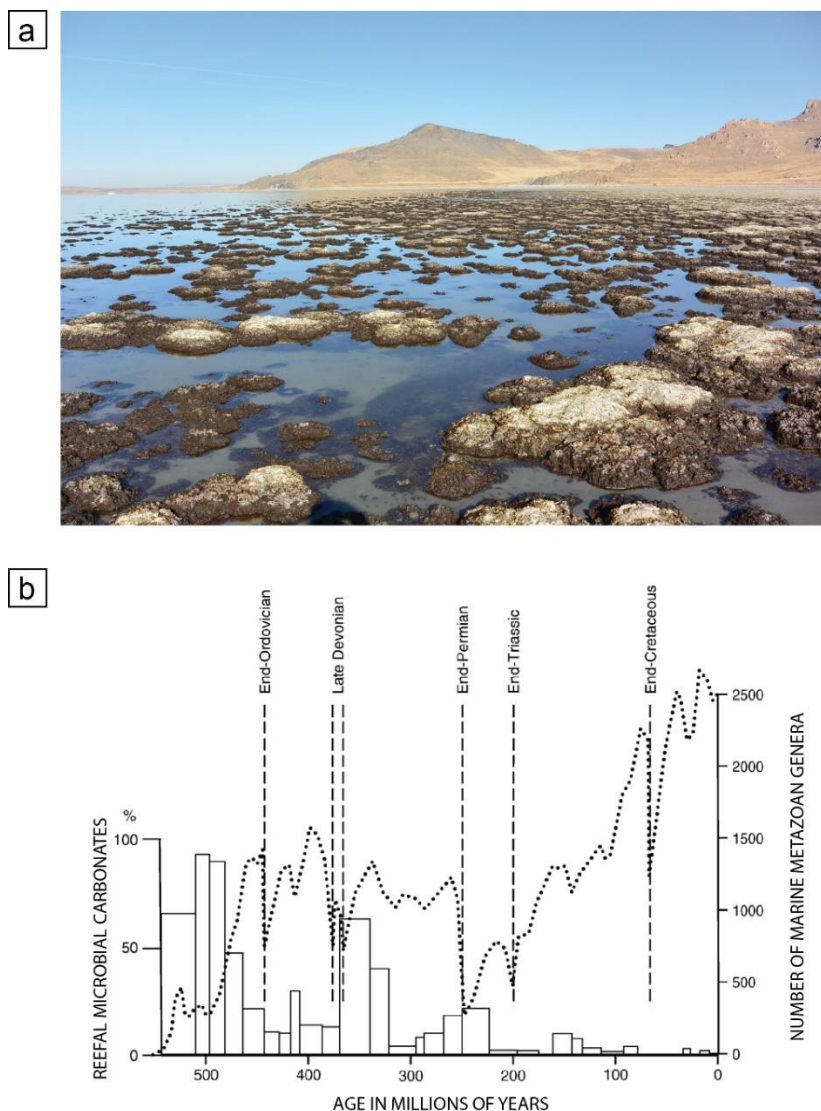 a
b
End-Ordovician
Late Devonian
End-Permian
End-Triassic
End-Cretaceous
REEFAL MICROBIAL CARBONATES
%
100
50
0
2500
2000
1500
1000
500
0
NUMBER OF MARINE METAZOAN GENERA
500 400 300 200 100 0
AGE IN MILLIONS OF YEARS